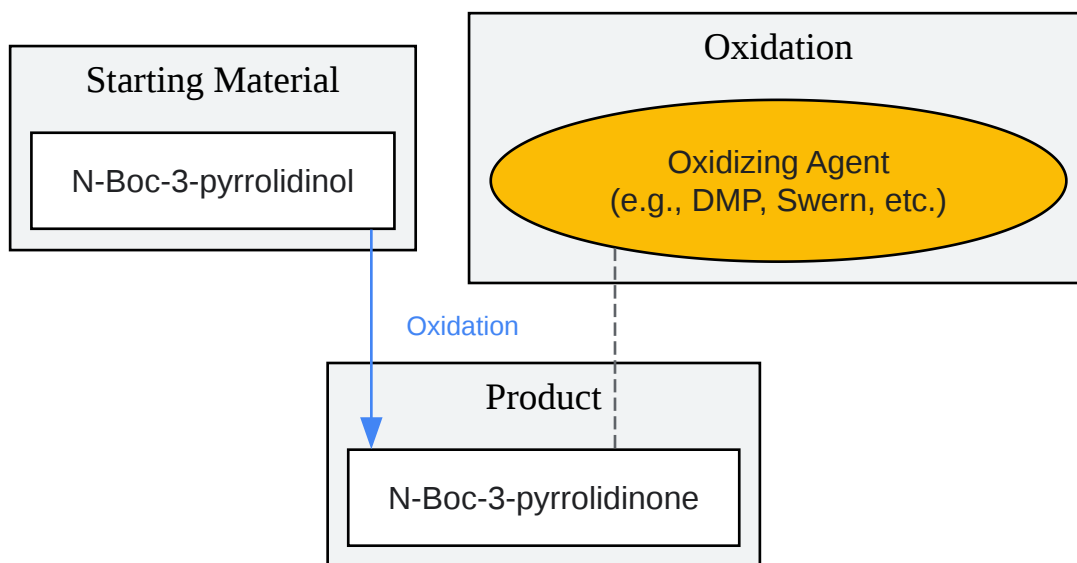 Starting Material
N-Boc-3-pyrrolidinol
Oxidation
Oxidizing Agent
(e.g., DMP, Swern, etc.)
Oxidation
Product
N-Boc-3-pyrrolidinone